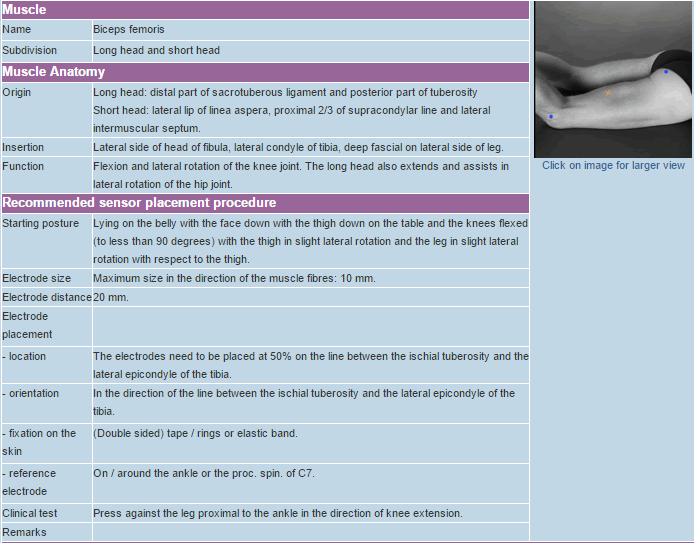 Muscle
Name Biceps femoris
Subdivision Long head and short head
Muscle Anatomy
Origin Long head: distal part of sacrotuberous ligament and posterior part of tuberosity
Short head: lateral lip of linea aspera, proximal 2/3 of supracondylar line and lateral
intermuscular septum.
Insertion Lateral side of head of fibula, lateral condyle of tibia, deep fascial on lateral side of leg.
Function Flexion and lateral rotation of the knee joint. The long head also extends and assists in
lateral rotation of the hip joint.
Recommended sensor placement procedure
Starting posture Lying on the belly with the face down with the thigh down on the table and the knees flexed
(to less than 90 degrees) with the thigh in slight lateral rotation and the leg in slight lateral
rotation with respect to the thigh.
Electrode size Maximum size in the direction of the muscle fibres: 10 mm.
Electrode distance 20 mm.
Electrode
placement
- location The electrodes need to be placed at 50% on the line between the ischial tuberosity and the
lateral epicondyle of the tibia.
- orientation In the direction of the line between the ischial tuberosity and the lateral epicondyle of the
tibia.
- fixation on the
skin
(Double sided) tape / rings or elastic band.
- reference
electrode
On / around the ankle or the proc. spin. of C7.
Clinical test Press against the leg proximal to the ankle in the direction of knee extension.
Remarks
Click on image for larger view